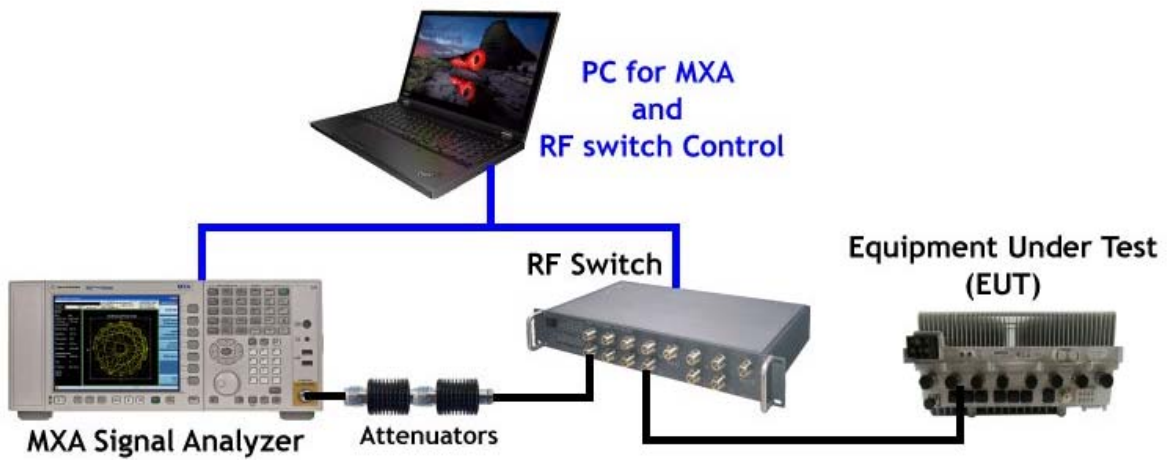 PC for MXA
and
RF switch Control
RF Switch
Equipment Under Test
(EUT)
MXA Signal Analyzer
Attenuators